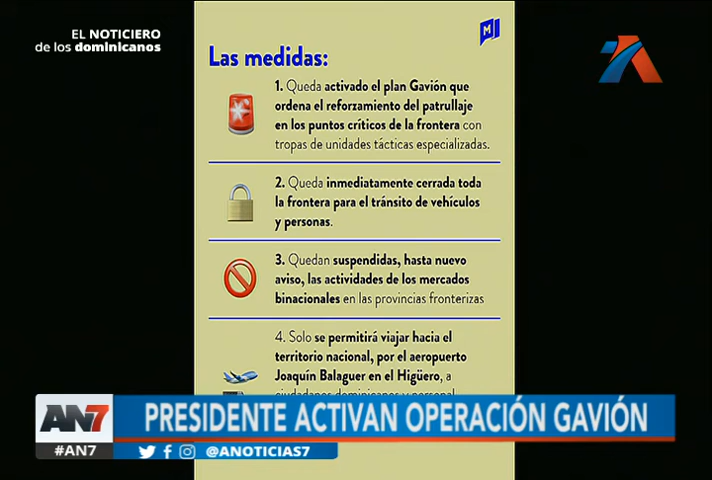 EL NOTICIERO
de los dominicanos
M
Las medidas:
1. Queda activado el plan Gavión que
ordena el reforzamiento del patrullaje
en los puntos críticos de la frontera con
tropas de unidades tácticas especializadas.
2. Queda inmediatamente cerrada toda
la frontera para el tránsito de vehículos
y personas.
3. Quedan suspendidas, hasta nuevo
aviso, las actividades de los mercados
binacionales en las provincias fronterizas
4. Solo se permitirá viajar hacia el
territorio nacional, por el aeropuerto
Joaquín Balaguer en el Higüero, a
ciudadanos dominicanos y personal
AN7
PRESIDENTE ACTIVAN OPERACIÓN GAVIÓN
#AN7
@ANOTICIAS7